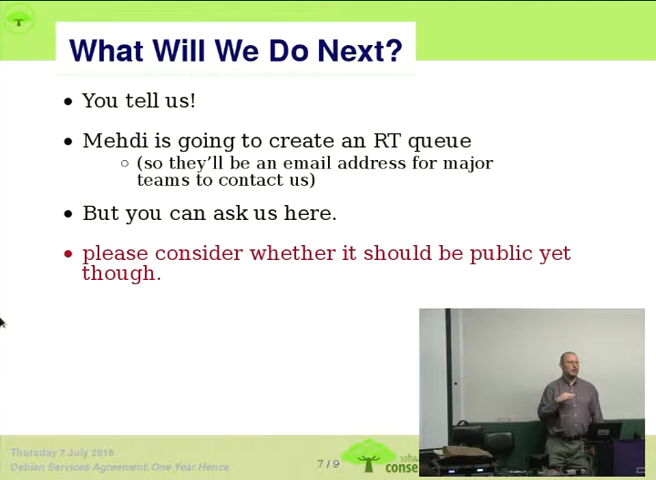 What Will We Do Next?
• You tell us!
• Mehdi is going to create an RT queue
○ (so they'll be an email address for major
teams to contact us)
• But you can ask us here.
• please consider whether it should be public yet
though.
Thursday 7 July 2016
Debian Services Agreement: One Year Hence
7 / 9